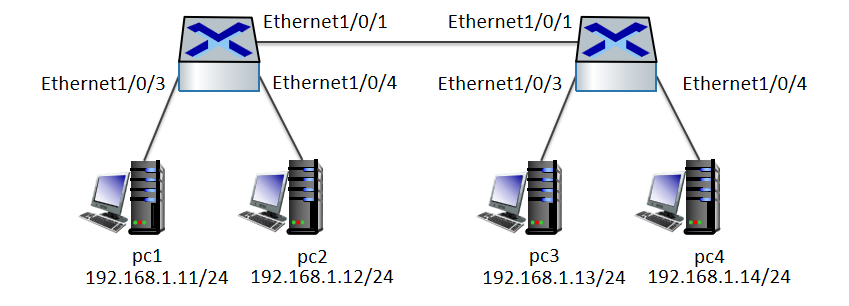 Ethernet1/0/1
Ethernet1/0/1
Ethernet1/0/3
Ethernet1/0/4
Ethernet1/0/3
Ethernet1/0/4
pc1
192.168.1.11/24
pc2
192.168.1.12/24
pc3
192.168.1.13/24
pc4
192.168.1.14/24